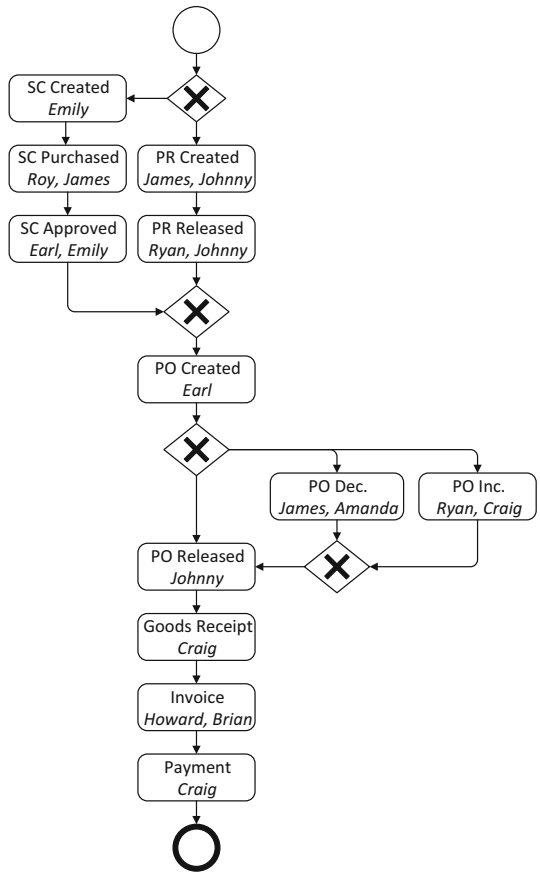 SC Created
Emily
SC Purchased
Roy, James
PR Created
James, Johnny
SC Approved
Earl, Emily
PR Released
Ryan, Johnny
PO Created
Earl
PO Dec.
James, Amanda
PO Inc.
Ryan, Craig
PO Released
Johnny
Goods Receipt
Craig
Invoice
Howard, Brian
Payment
Craig